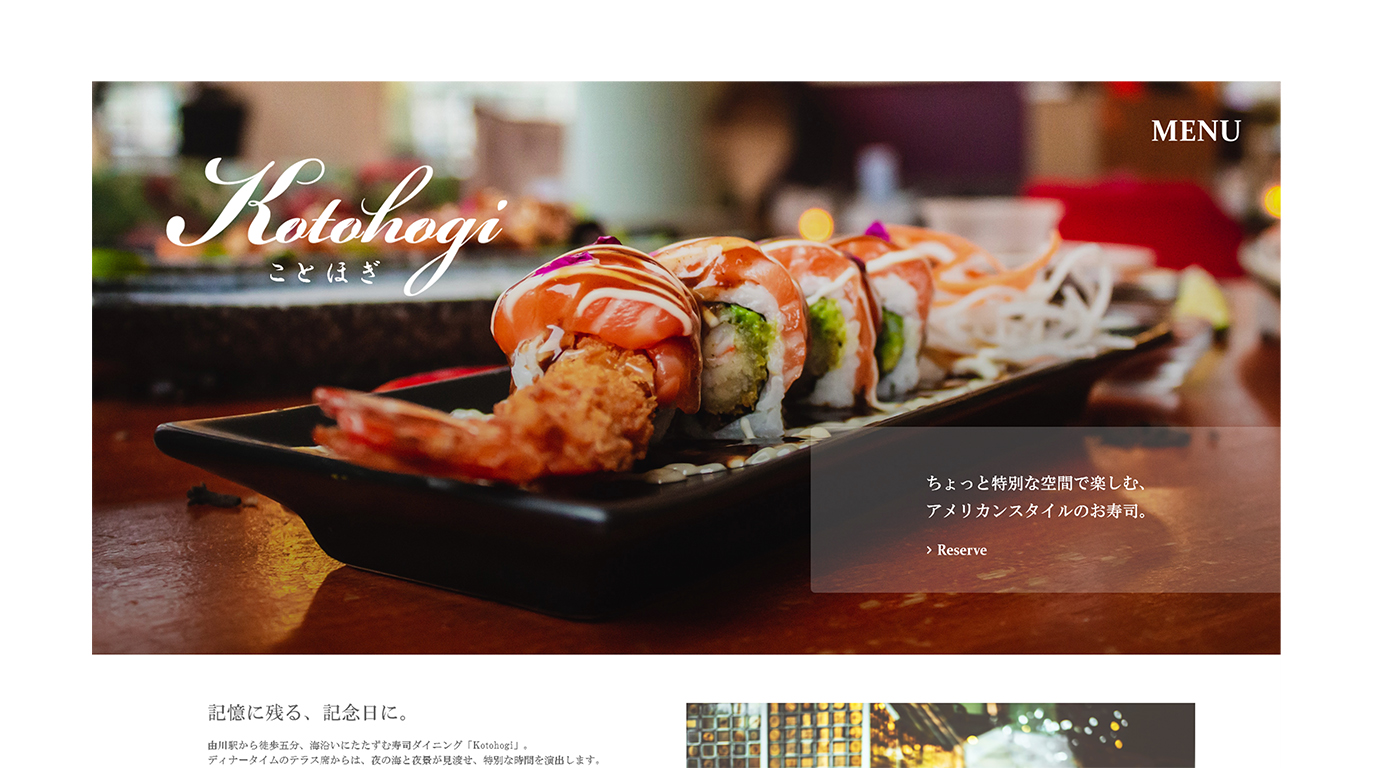 MENU
Kotohogi
ことほぎ
ちょっと特別な空間で楽しむ、
アメリカンスタイルのお寿司。
› Reserve
記憶に残る、記念日に。
由川駅から徒歩五分、海沿いにたたずむ寿司ダイニング「Kotohogi」。
ディナータイムのテラス席からは、夜の海と夜景が見渡せ、特別な時間を演出します。